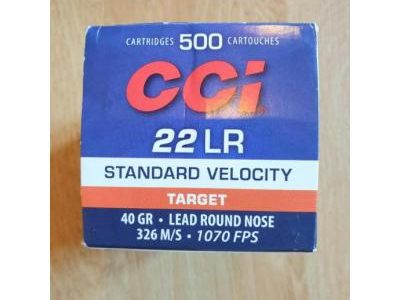 CARTRIDGES 500 CARTOUCHES
CCi
22 LR
STANDARD VELOCITY
TARGET
40 GR • LEAD ROUND NOSE
326 M/S • 1070 FPS